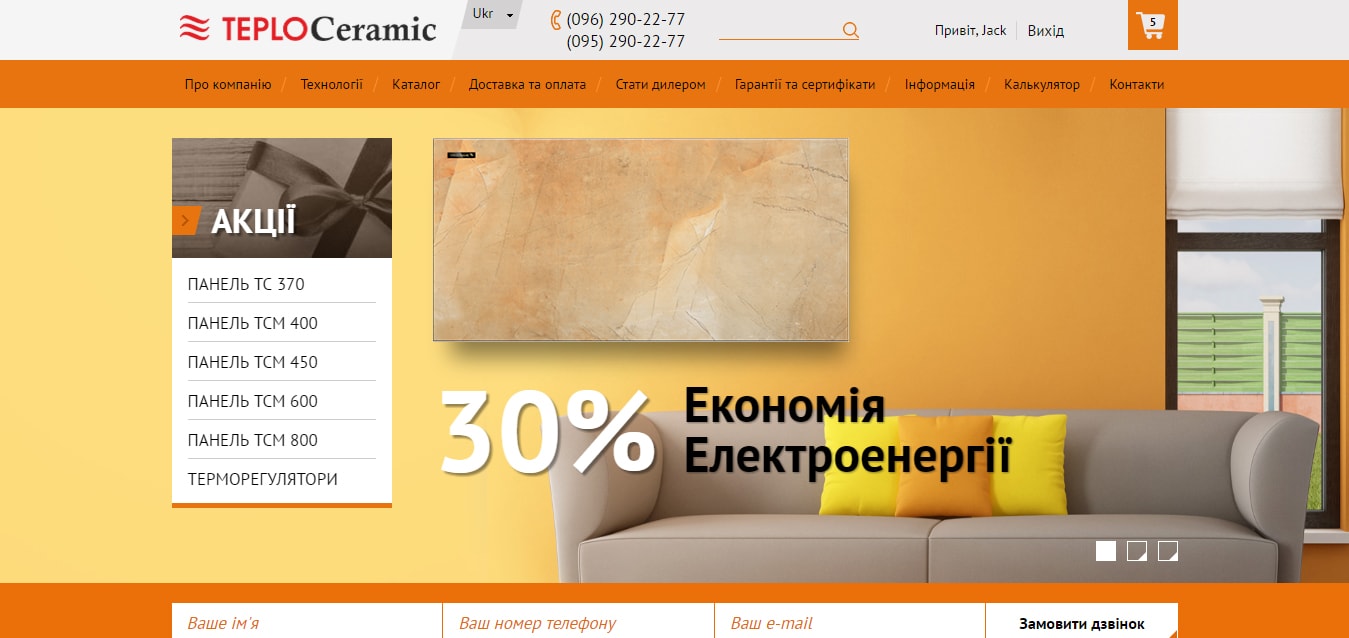 TEPLOCeramic
Ukr
(096) 290-22-77
(095) 290-22-77
Привіт, Jack
Вихід
5
Про компанію / Технології / Каталог / Доставка та оплата / Стати дилером / Гарантії та сертифікати / Інформація / Калькулятор / Контакти
АКЦІЇ
ПАНЕЛЬ ТС 370
ПАНЕЛЬ ТСМ 400
ПАНЕЛЬ ТСМ 450
ПАНЕЛЬ ТСМ 600
ПАНЕЛЬ ТСМ 800
ТЕРМОРЕГУЛЯТОРИ
30%
Економія
Електроенергії
Ваше ім'я
Ваш номер телефону
Ваш e-mail
Замовити дзвінок